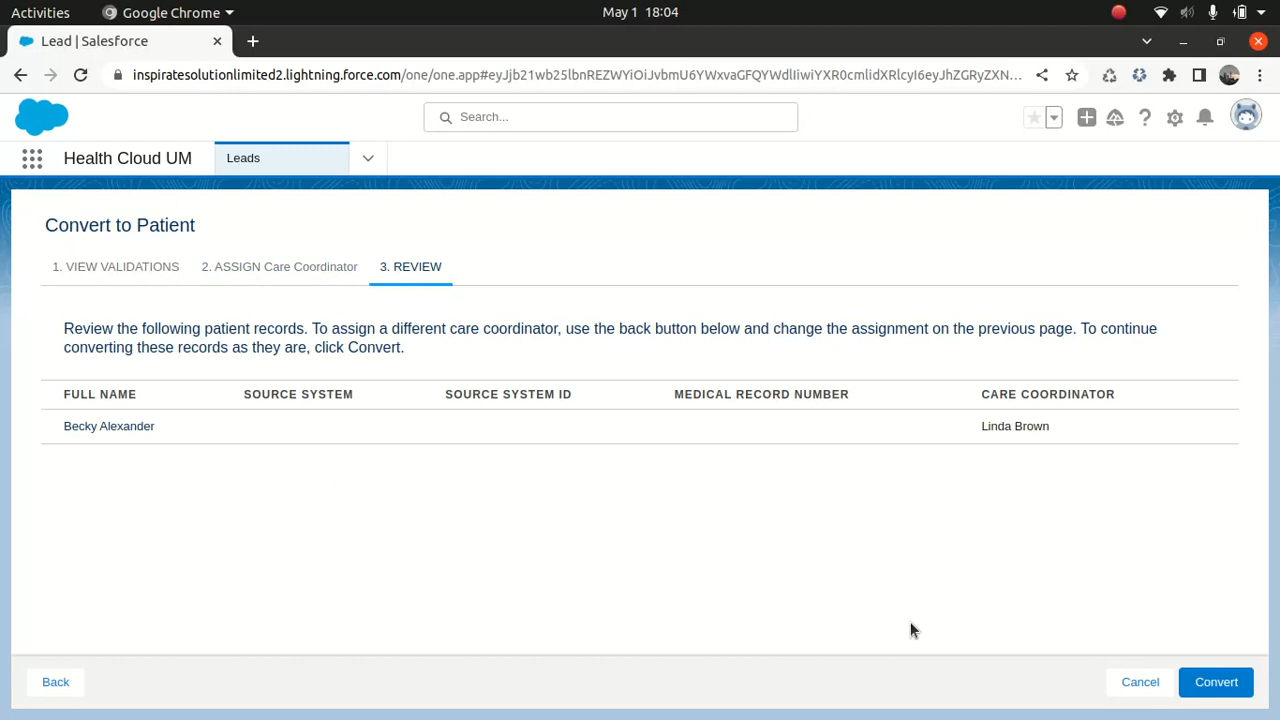 Activities
Google Chrome
May 1 18:04
Lead | Salesforce
inspiratesolutionlimited2.lightning.force.com/one/one.app#eyJjb21wb25lbnREZWYiOiJvbmU6YWxvaGFQYWdlIiwiYXR0cmlidXRlcyI6eyJhZGRyZXN...
Search...
Health Cloud UM
Leads
Convert to Patient
1. VIEW VALIDATIONS 2. ASSIGN Care Coordinator 3. REVIEW
Review the following patient records. To assign a different care coordinator, use the back button below and change the assignment on the previous page. To continue
converting these records as they are, click Convert.
FULL NAME SOURCE SYSTEM SOURCE SYSTEM ID MEDICAL RECORD NUMBER CARE COORDINATOR
Becky Alexander Linda Brown
Back Cancel Convert